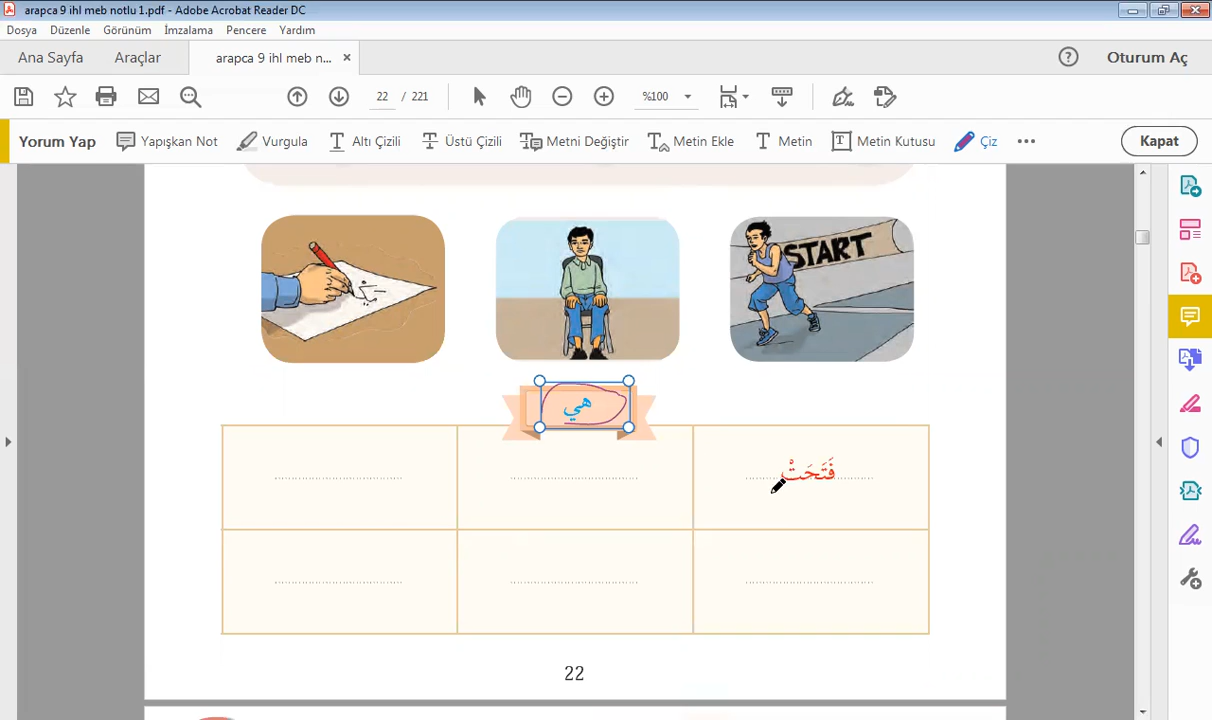 arapca 9 ihl meb notlu 1.pdf - Adobe Acrobat Reader DC
Dosya Düzenle Görünüm İmzalama Pencere Yardım
Ana Sayfa Araçlar arapca 9 ihl meb n... × Oturum Aç
22 / 221 %100
Yorum Yap Yapışkan Not Vurgula Altı Çizili Üstü Çizili Metni Değiştir Metin Ekle Metin Metin Kutusu Çiz Kapat
START
هي
فَتَحَتْ
22